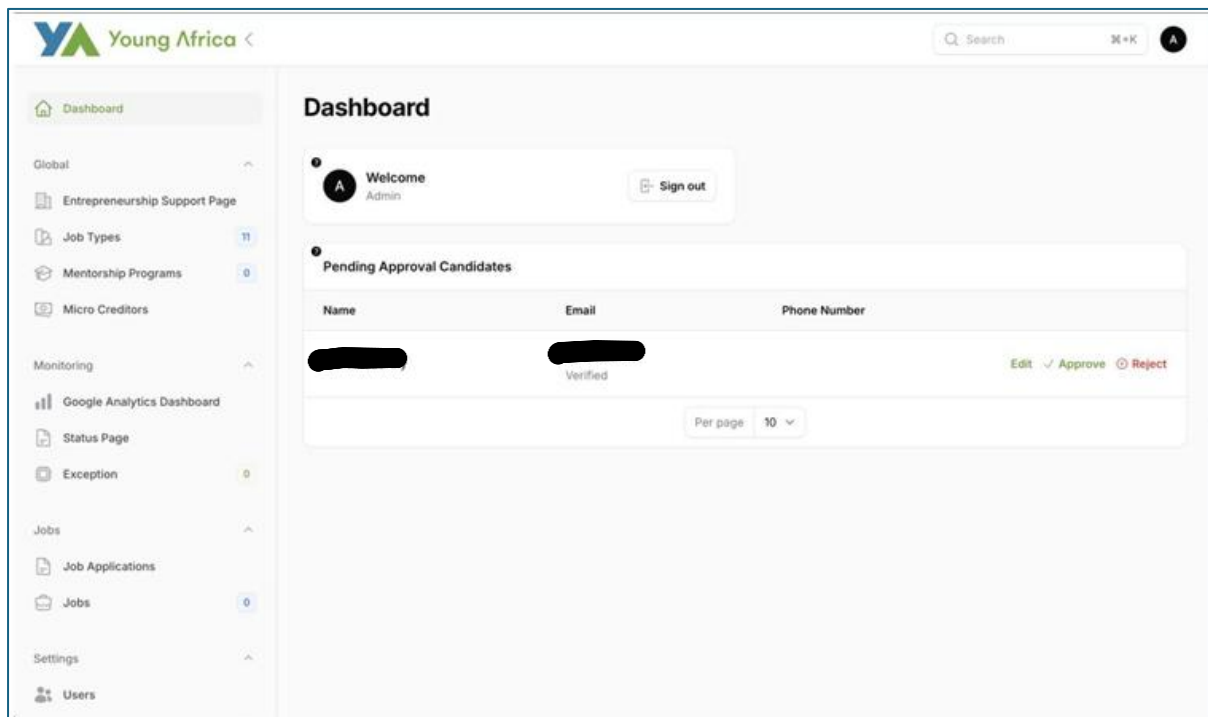 YA Young Africa
Search ⌘+K A
Dashboard
Global
Entrepreneurship Support Page
Job Types 11
Mentorship Programs 0
Micro Creditors
Monitoring
Google Analytics Dashboard
Status Page
Exception 0
Jobs
Job Applications
Jobs 0
Settings
Users
Dashboard
A Welcome
Admin
Sign out
Pending Approval Candidates
Name Email Phone Number
Verified
Edit Approve Reject
Per page 10